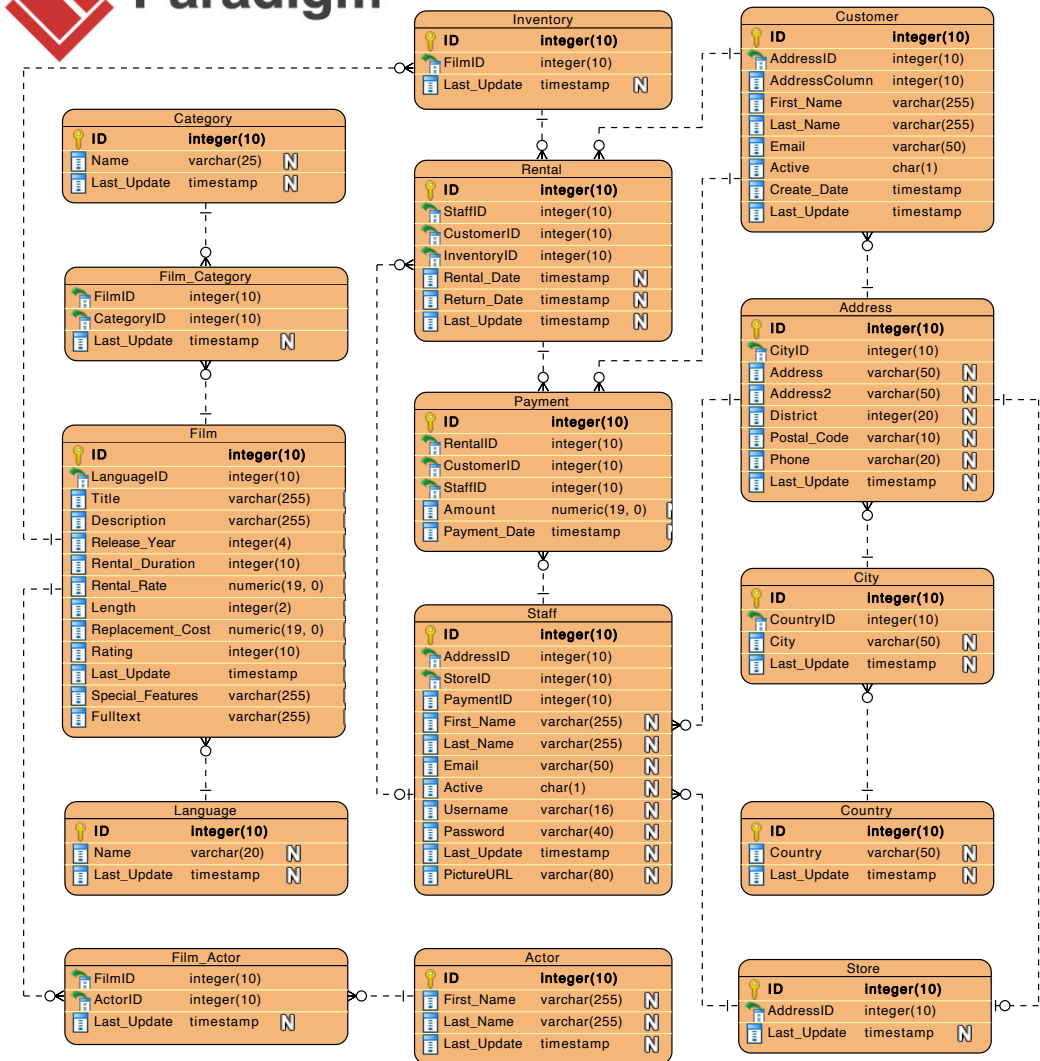 Paradigm
Inventory
ID integer(10)
FilmID integer(10)
Last_Update timestamp N
Customer
ID integer(10)
AddressID integer(10)
AddressColumn integer(10)
First_Name varchar(255)
Last_Name varchar(255)
Email varchar(50)
Active char(1)
Create_Date timestamp
Last_Update timestamp
Category
ID integer(10)
Name varchar(25) N
Last_Update timestamp N
Rental
ID integer(10)
StaffID integer(10)
CustomerID integer(10)
InventoryID integer(10)
Rental_Date timestamp N
Return_Date timestamp N
Last_Update timestamp N
Film_Category
FilmID integer(10)
CategoryID integer(10)
Last_Update timestamp N
Address
ID integer(10)
CityID integer(10)
Address varchar(50) N
Address2 varchar(50) N
District integer(20) N
Postal_Code varchar(10) N
Phone varchar(20) N
Last_Update timestamp N
Payment
ID integer(10)
RentalID integer(10)
CustomerID integer(10)
StaffID integer(10)
Amount numeric(19, 0)
Payment_Date timestamp
Film
ID integer(10)
LanguageID integer(10)
Title varchar(255)
Description varchar(255)
Release_Year integer(4)
Rental_Duration integer(10)
Rental_Rate numeric(19, 0)
Length integer(2)
Replacement_Cost numeric(19, 0)
Rating integer(10)
Last_Update timestamp
Special_Features varchar(255)
Fulltext varchar(255)
City
ID integer(10)
CountryID integer(10)
City varchar(50) N
Last_Update timestamp N
Staff
ID integer(10)
AddressID integer(10)
StoreID integer(10)
PaymentID integer(10)
First_Name varchar(255) N
Last_Name varchar(255) N
Email varchar(50) N
Active char(1) N
Username varchar(16) N
Password varchar(40) N
Last_Update timestamp N
PictureURL varchar(80) N
Language
ID integer(10)
Name varchar(20) N
Last_Update timestamp N
Country
ID integer(10)
Country varchar(50) N
Last_Update timestamp N
Film_Actor
FilmID integer(10)
ActorID integer(10)
Last_Update timestamp N
Actor
ID integer(10)
First_Name varchar(255) N
Last_Name varchar(255) N
Last_Update timestamp N
Store
ID integer(10)
AddressID integer(10)
Last_Update timestamp N